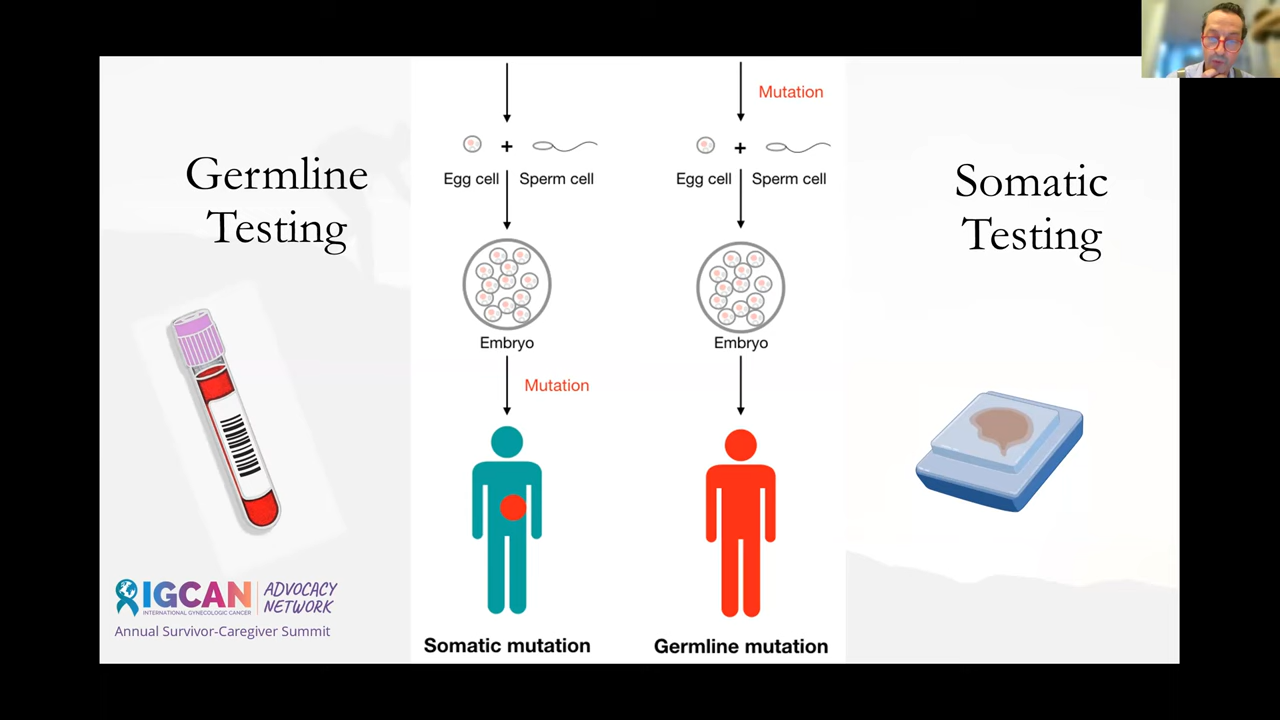 Germline
Testing
Mutation
Egg cell + Sperm cell
Egg cell + Sperm cell
Embryo
Embryo
Mutation
Somatic mutation
Germline mutation
Somatic
Testing
IGCAN
INTERNATIONAL GYNECOLOGIC CANCER
ADVOCACY
NETWORK
Annual Survivor-Caregiver Summit